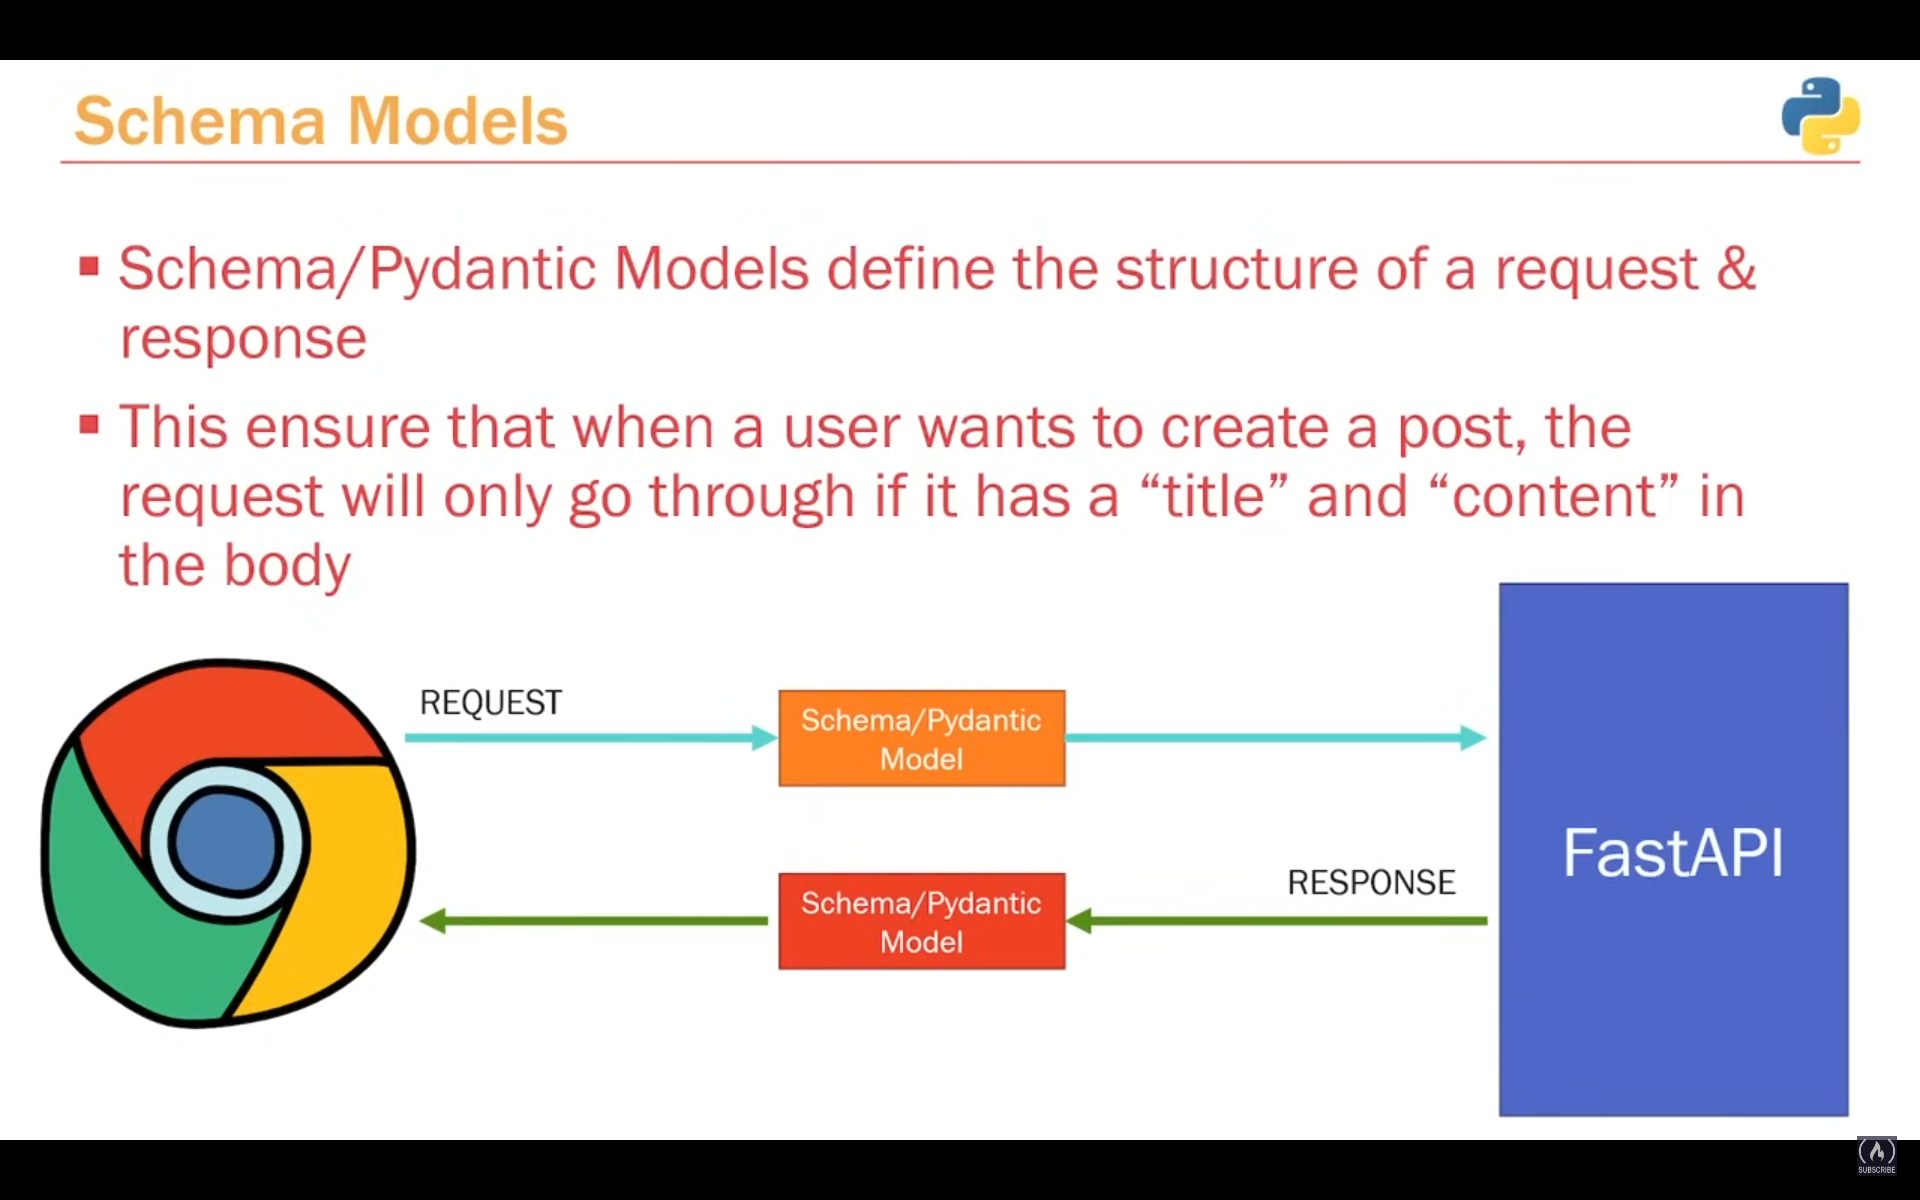 Schema Models
▪ Schema/Pydantic Models define the structure of a request &
response
▪ This ensure that when a user wants to create a post, the
request will only go through if it has a “title” and “content” in
the body
REQUEST
Schema/Pydantic
Model
FastAPI
RESPONSE
Schema/Pydantic
Model
SUBSCRIBE